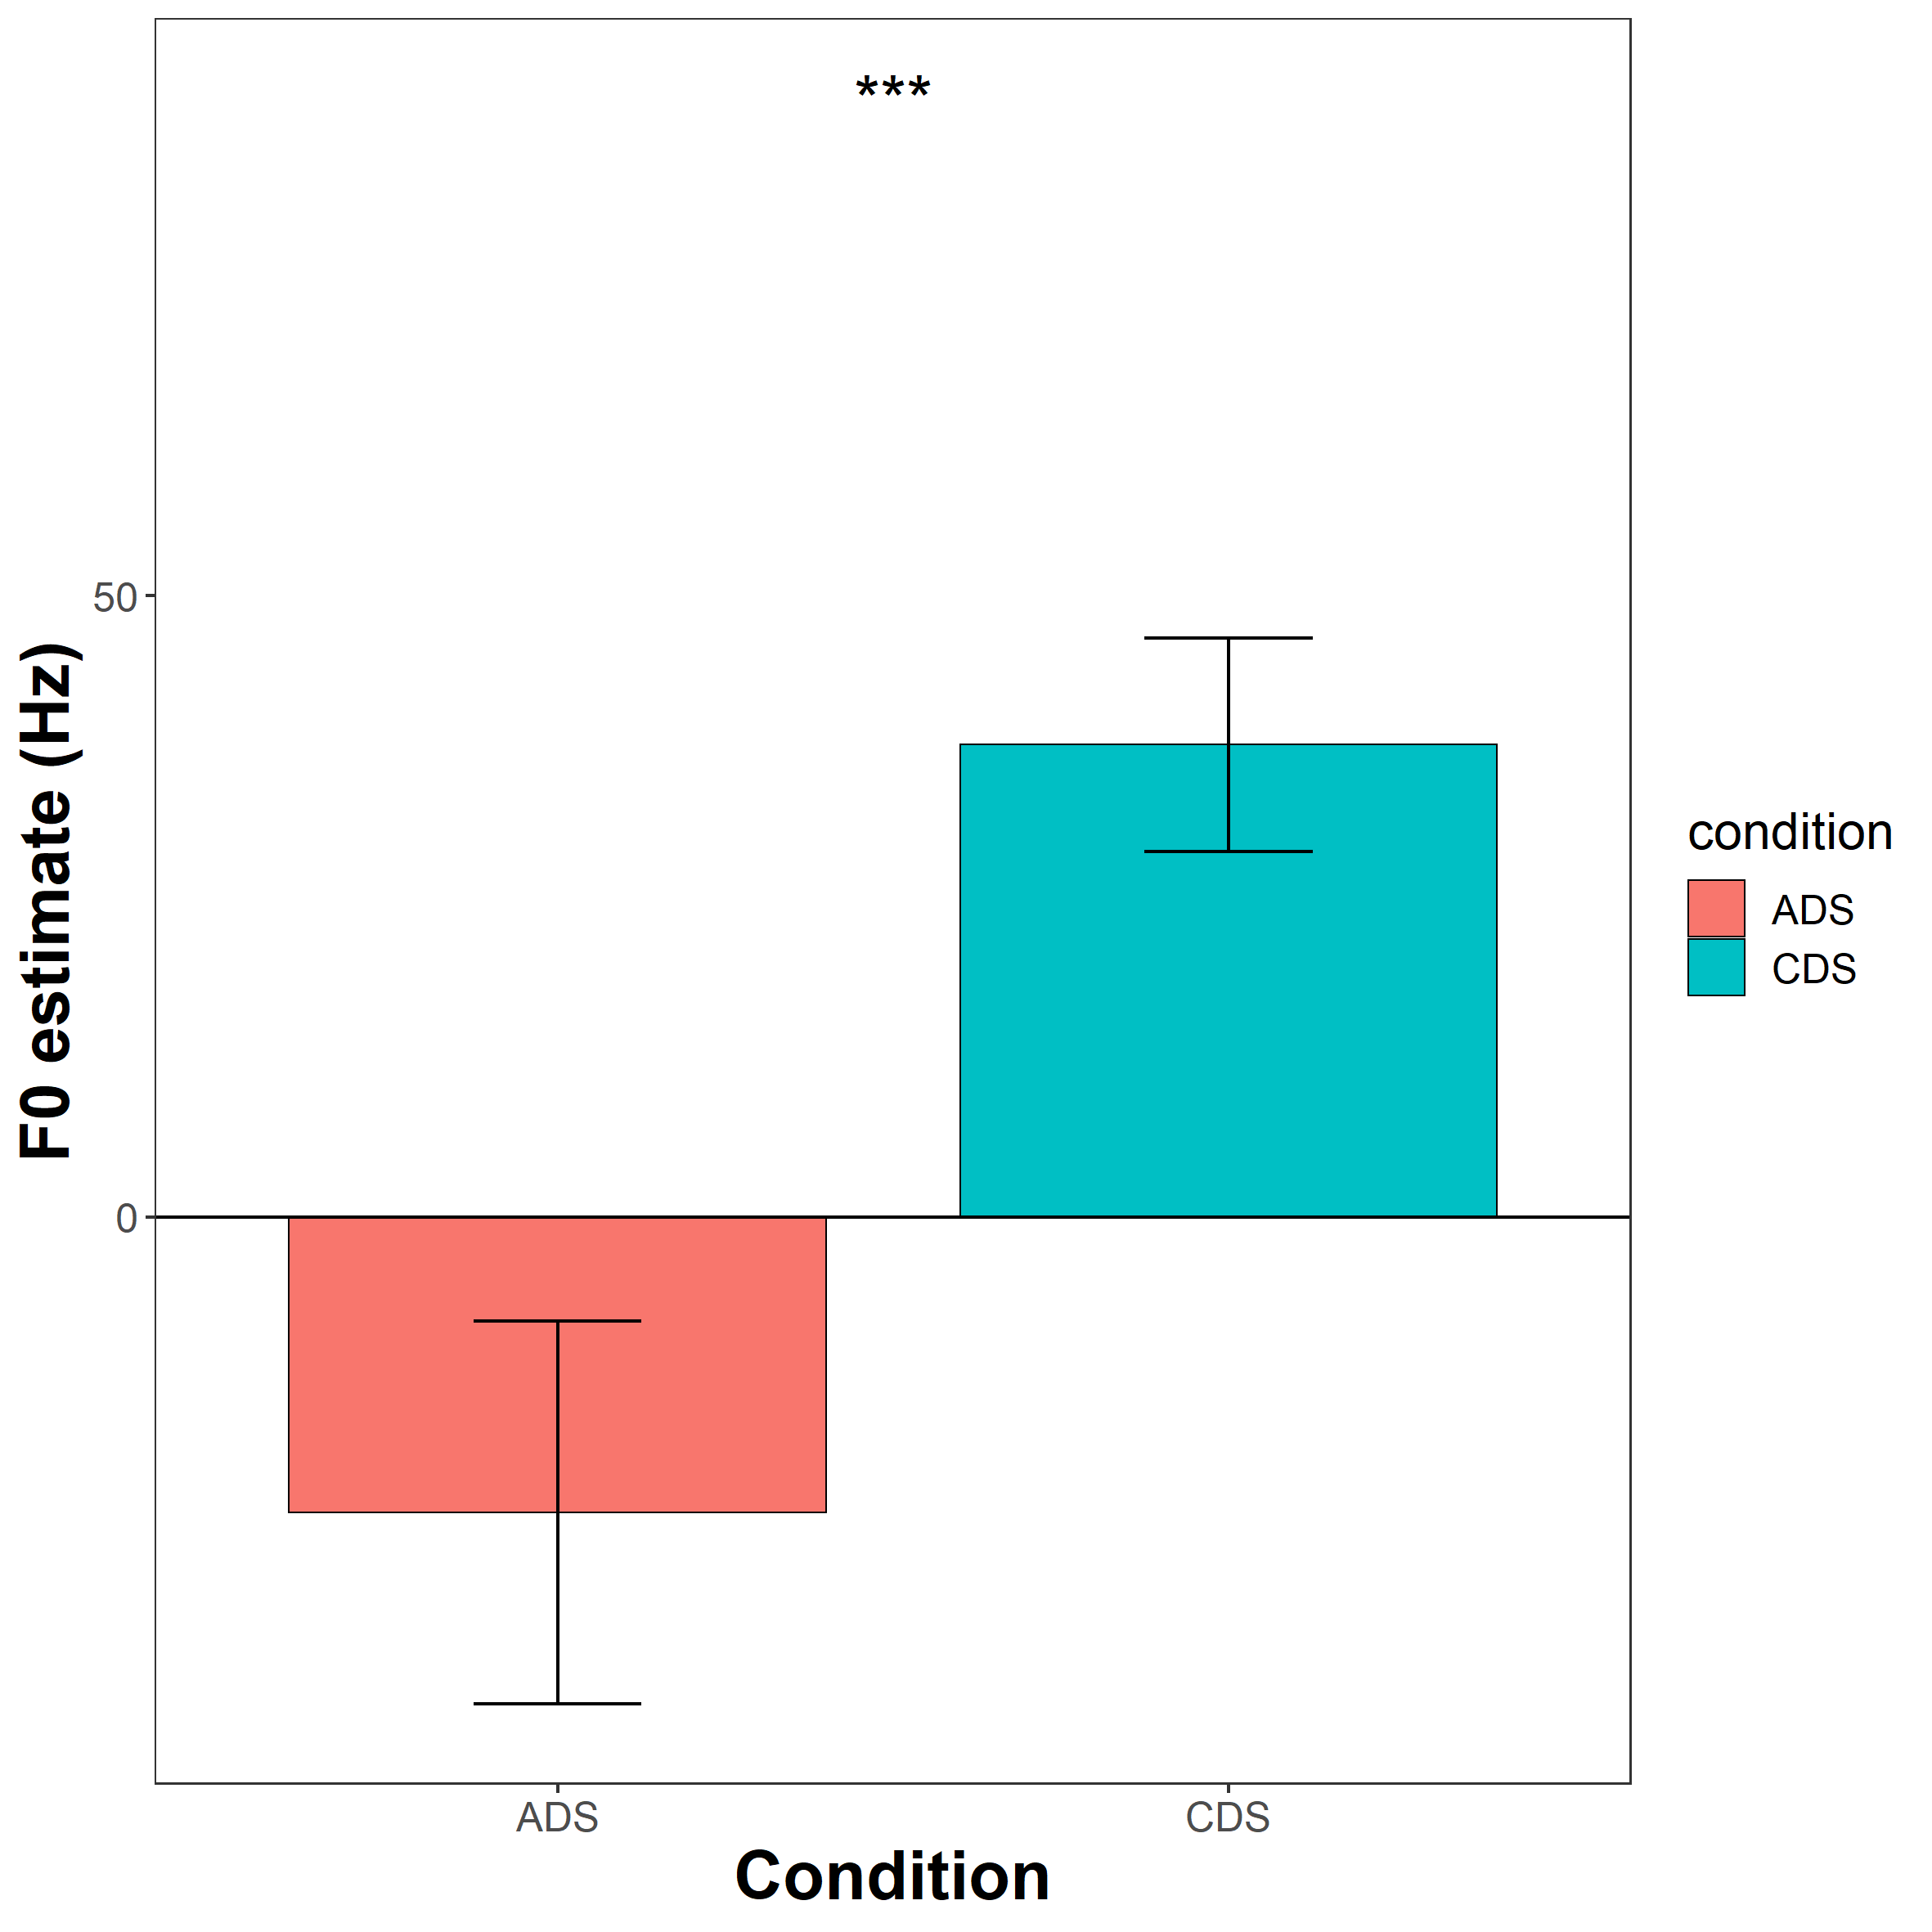 ***
50
0
F0 estimate (Hz)
ADS
CDS
Condition
condition
ADS
CDS